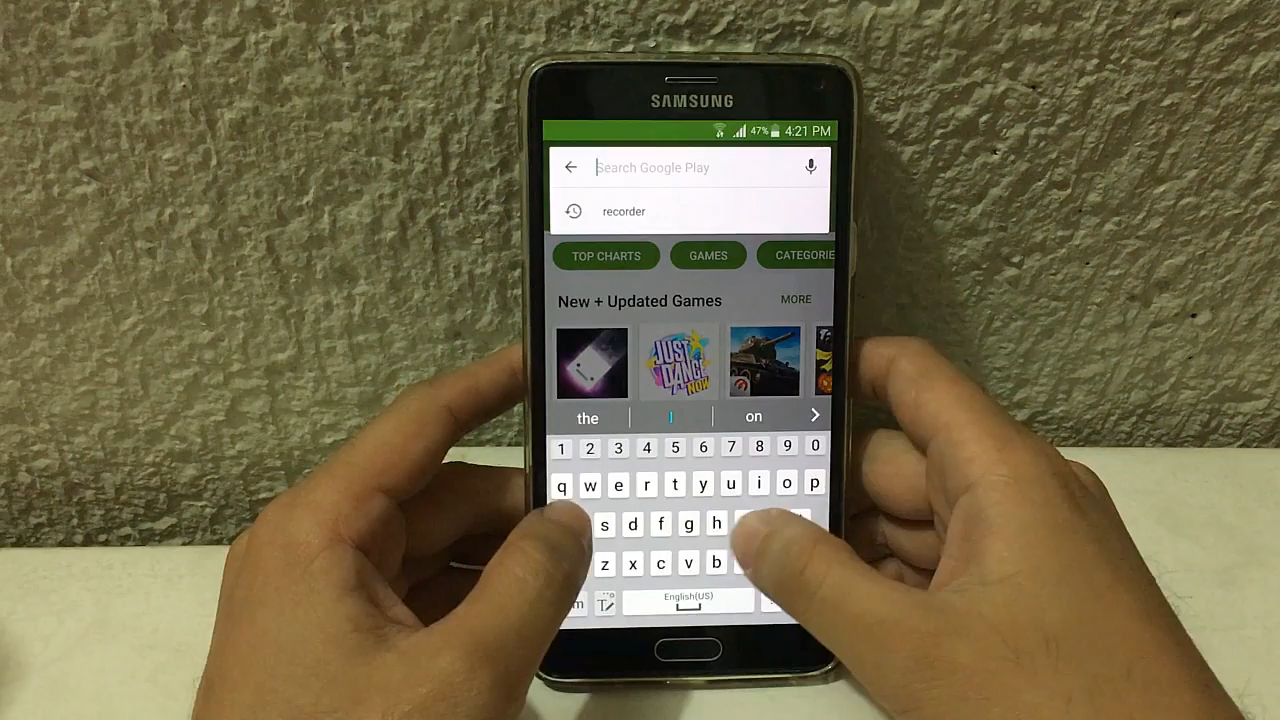 SAMSUNG
47% 4:21 PM
Search Google Play
recorder
TOP CHARTS GAMES CATEGORIE
New + Updated Games MORE
JUST DANCE NOW
the I on
1 2 3 4 5 6 7 8 9 0
q w e r t y u i o p
s d f g h
z x c v b
m English(US)